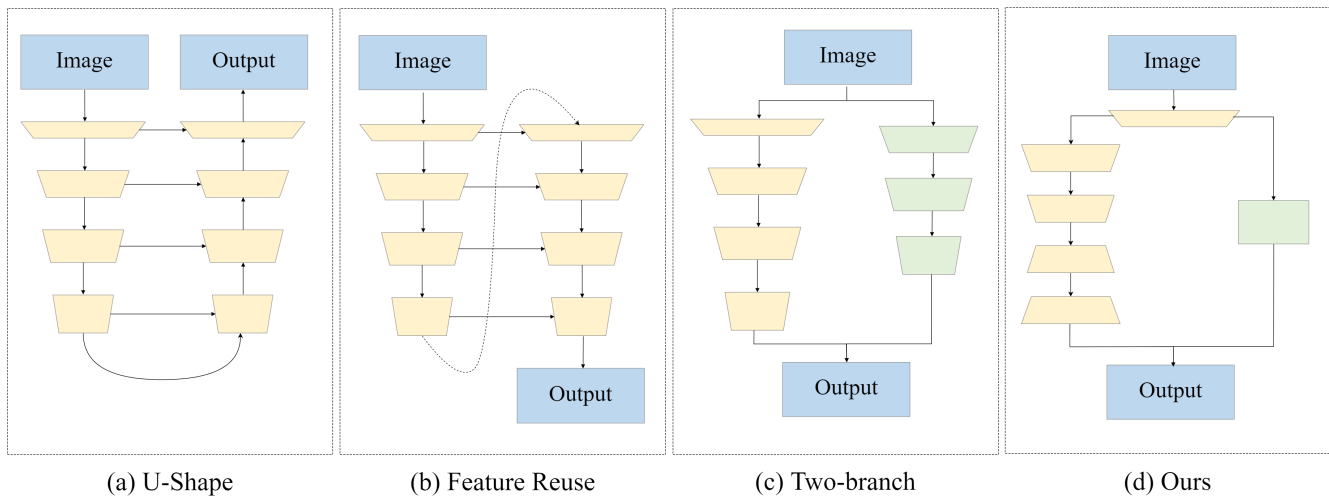 Image
Output
Image
Output
Image
Output
Image
Output
(a) U-Shape
(b) Feature Reuse
(c) Two-branch
(d) Ours